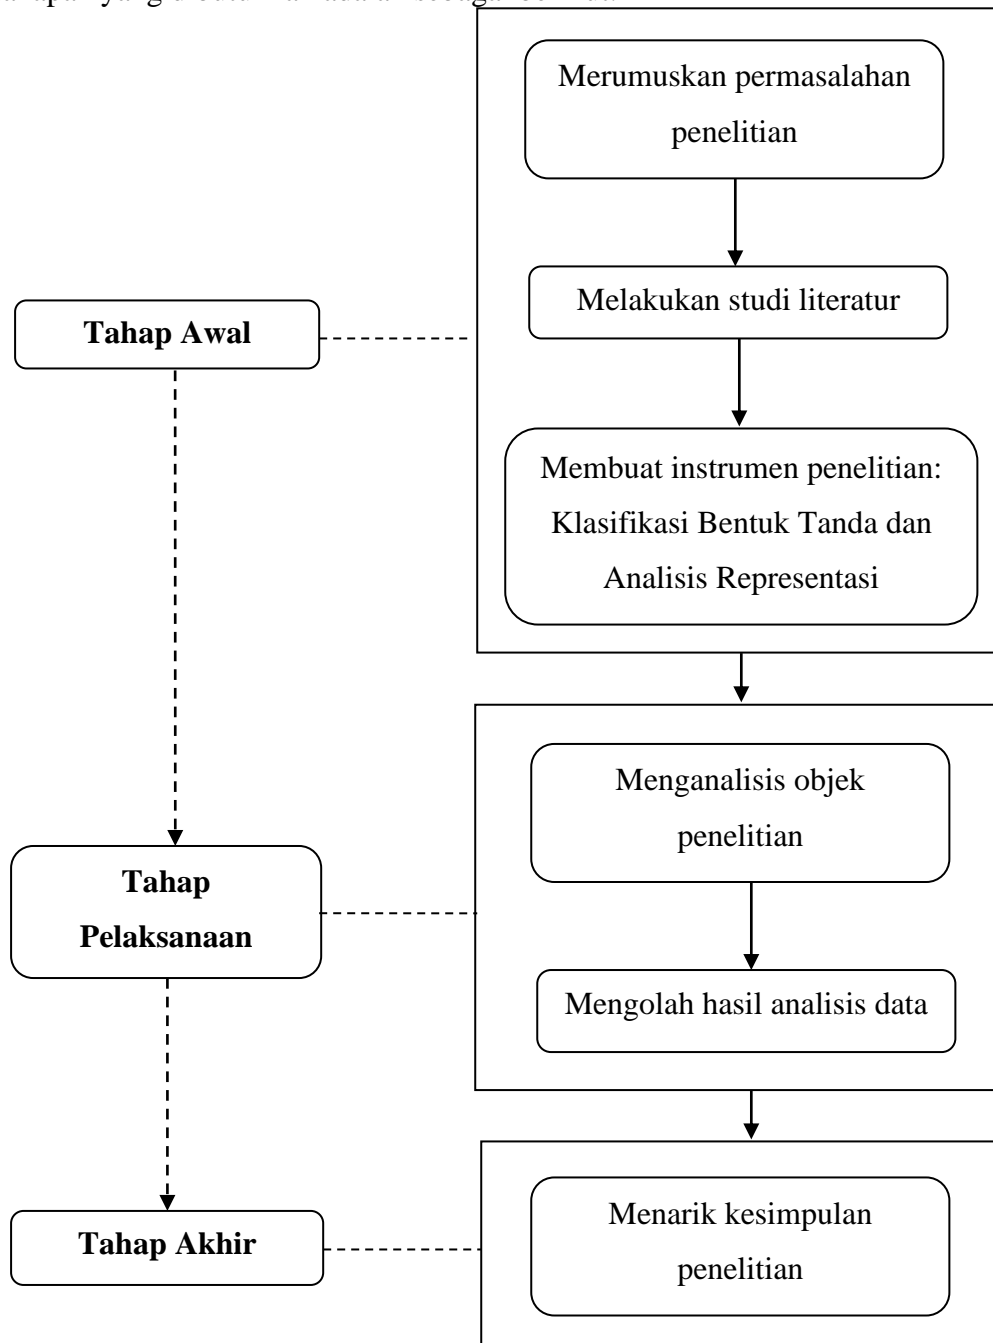 Merumuskan permasalahan
penelitian
Melakukan studi literatur
Tahap Awal
Membuat instrumen penelitian:
Klasifikasi Bentuk Tanda dan
Analisis Representasi
Menganalisis objek
penelitian
Tahap
Pelaksanaan
Mengolah hasil analisis data
Menarik kesimpulan
penelitian
Tahap Akhir